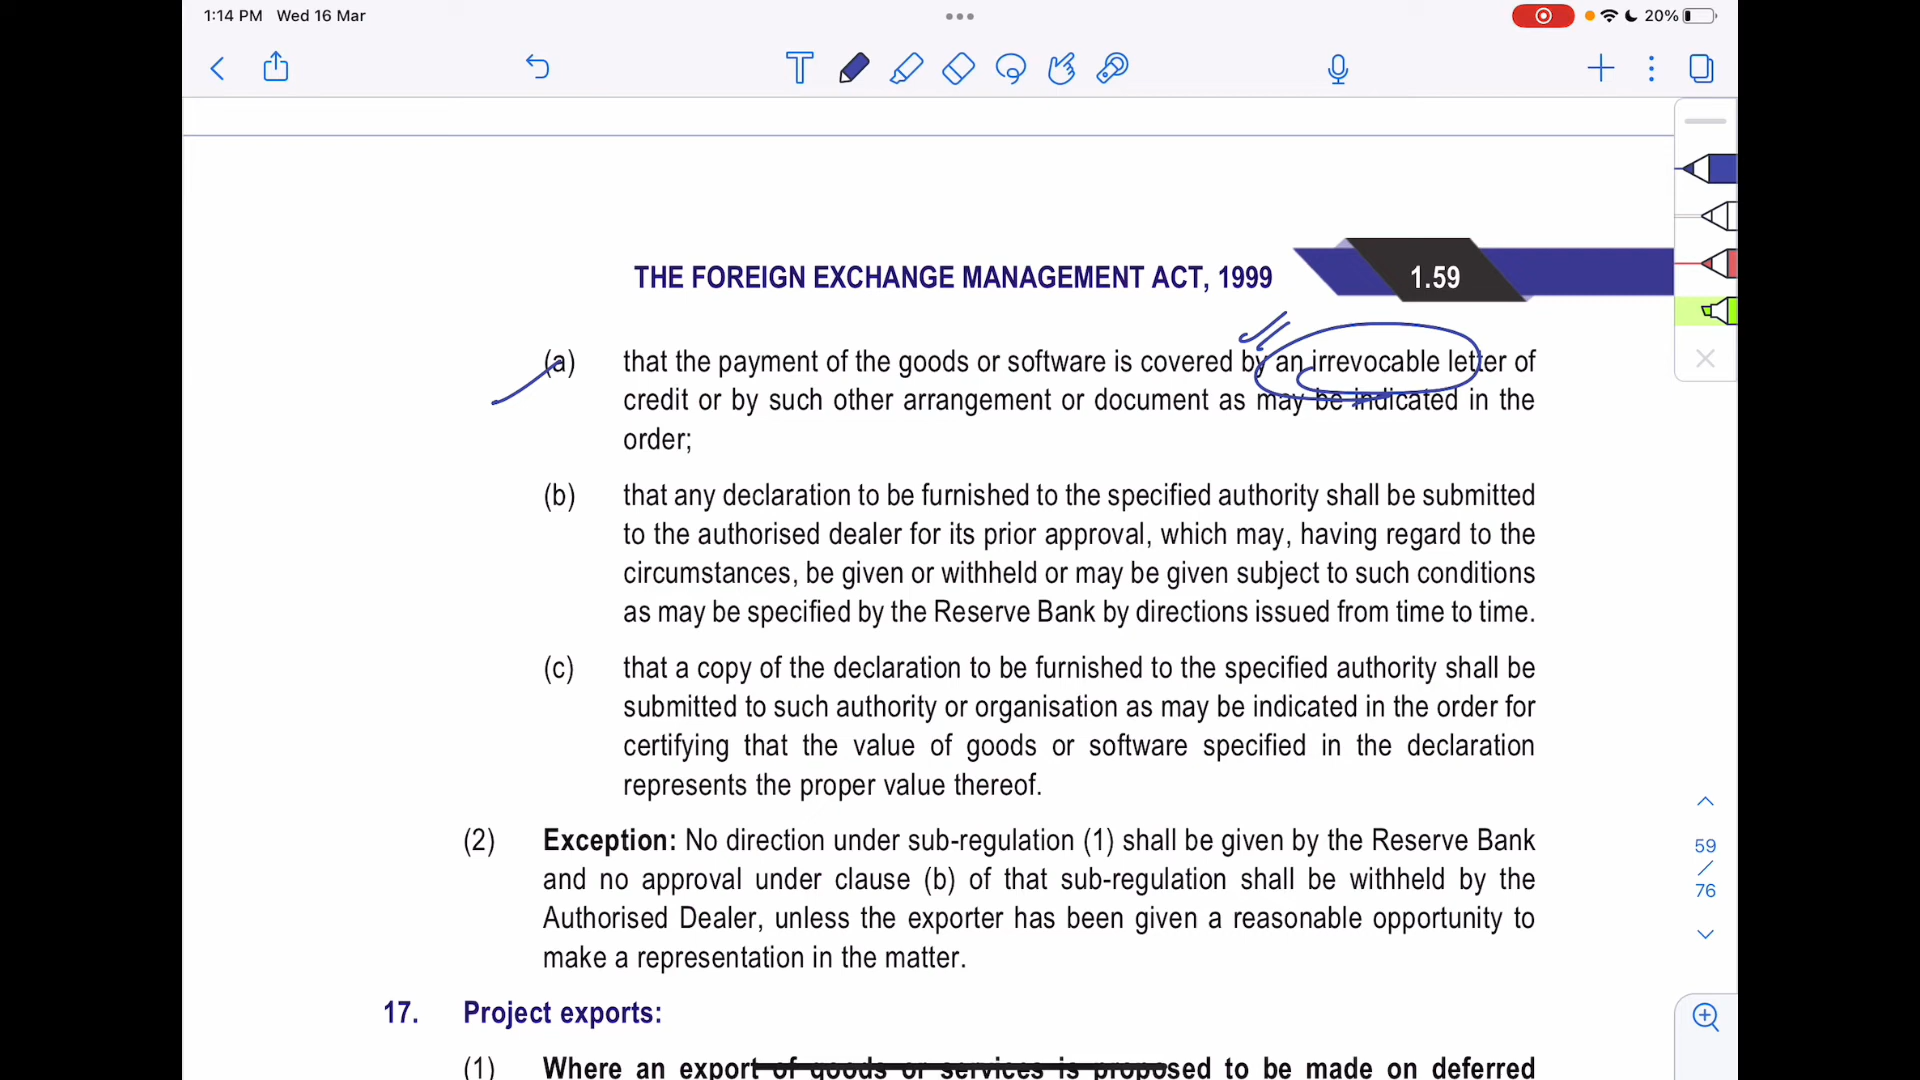 1:14 PM Wed 16 Mar
20%
THE FOREIGN EXCHANGE MANAGEMENT ACT, 1999
1.59
(a) that the payment of the goods or software is covered by an irrevocable letter of
credit or by such other arrangement or document as may be indicated in the
order;
(b) that any declaration to be furnished to the specified authority shall be submitted
to the authorised dealer for its prior approval, which may, having regard to the
circumstances, be given or withheld or may be given subject to such conditions
as may be specified by the Reserve Bank by directions issued from time to time.
(c) that a copy of the declaration to be furnished to the specified authority shall be
submitted to such authority or organisation as may be indicated in the order for
certifying that the value of goods or software specified in the declaration
represents the proper value thereof.
(2) Exception: No direction under sub-regulation (1) shall be given by the Reserve Bank
and no approval under clause (b) of that sub-regulation shall be withheld by the
Authorised Dealer, unless the exporter has been given a reasonable opportunity to
make a representation in the matter.
17. Project exports:
(1) Where an export of goods or services is proposed to be made on deferred
59
/
76